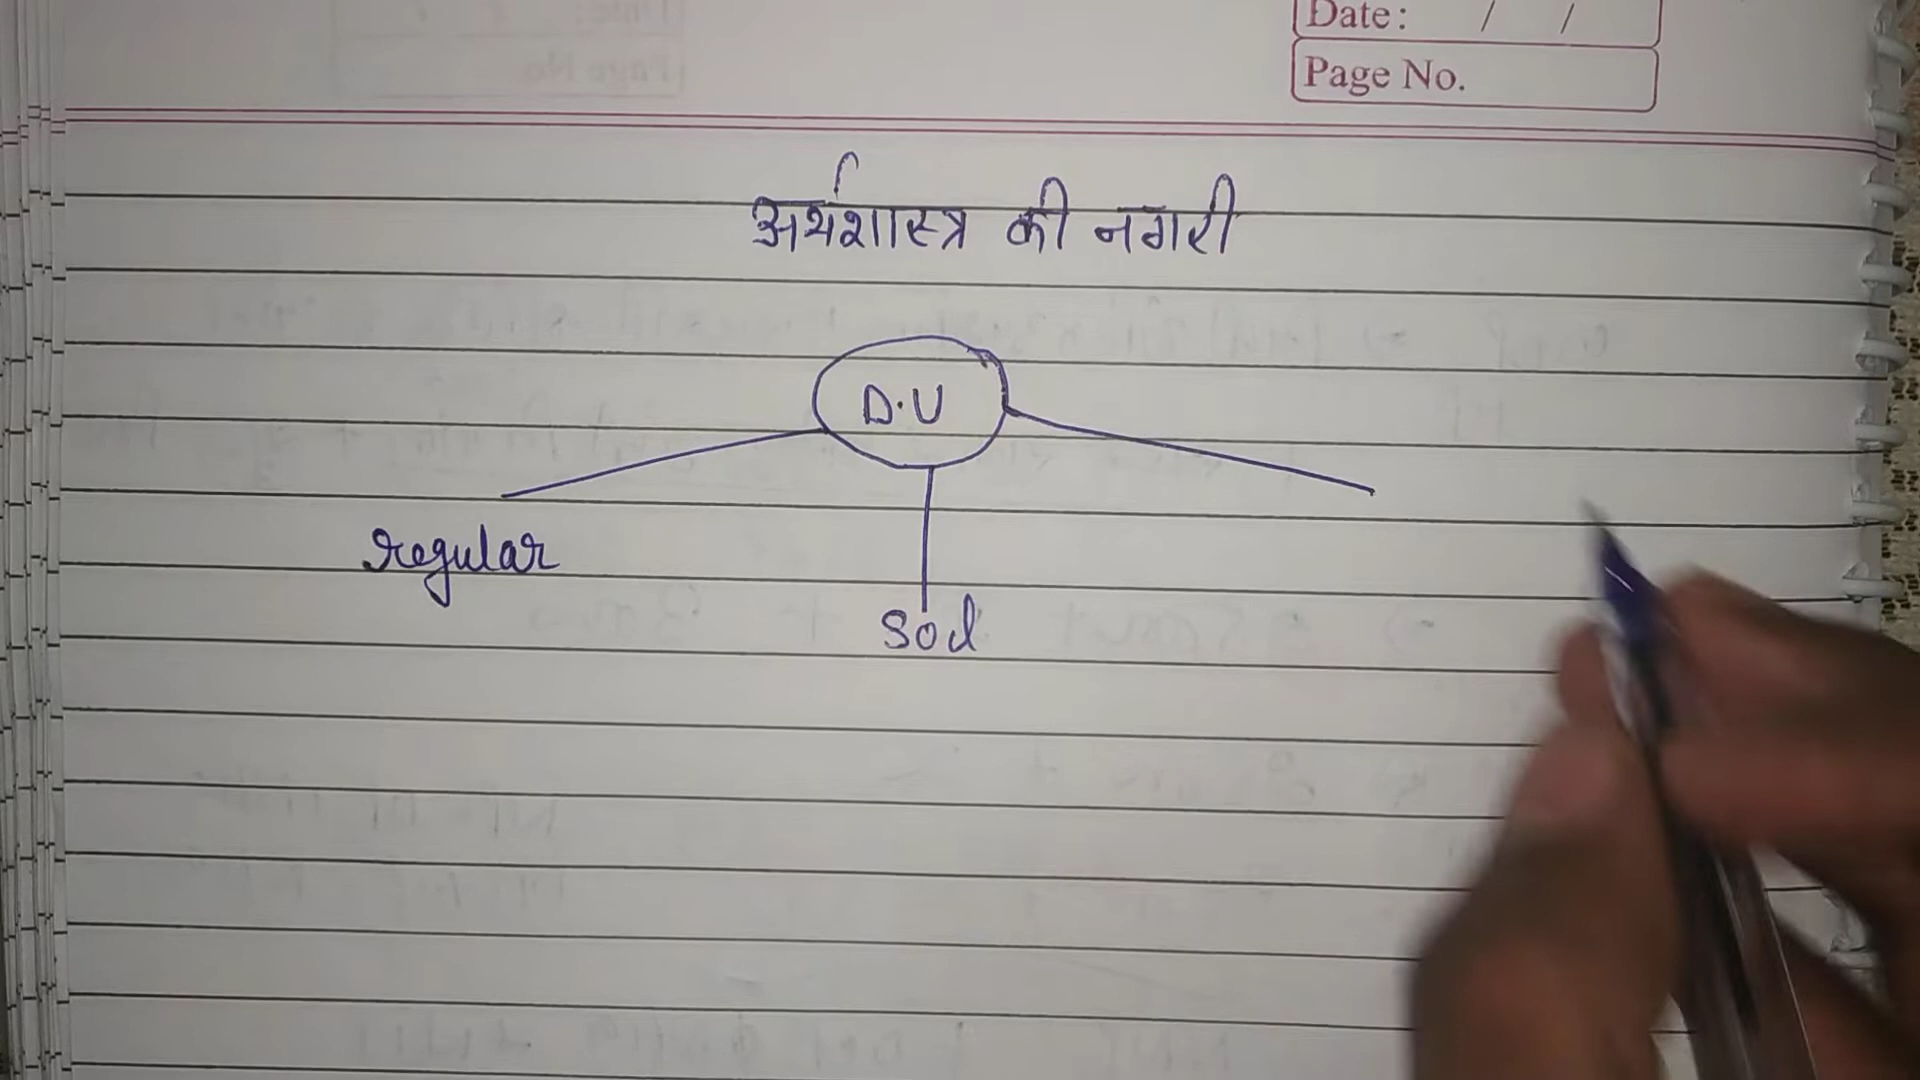 Date: / /
Page No.
अर्थशास्त्र की नगरी
D.U
regular
sol